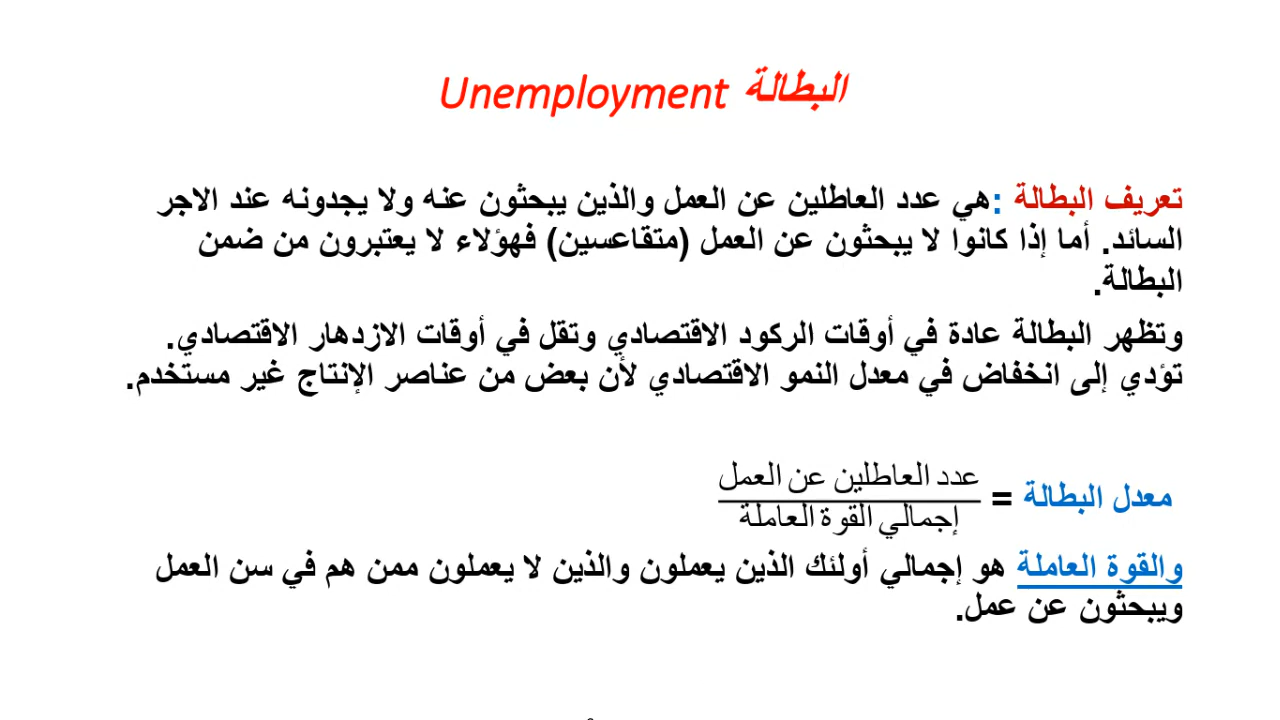 البطالة Unemployment
تعريف البطالة :هي عدد العاطلين عن العمل والذين يبحثون عنه ولا يجدونه عند الاجر
السائد. أما إذا كانوا لا يبحثون عن العمل (متقاعسين) فهؤلاء لا يعتبرون من ضمن
البطالة.
وتظهر البطالة عادة في أوقات الركود الاقتصادي وتقل في أوقات الازدهار الاقتصادي.
تؤدي إلى انخفاض في معدل النمو الاقتصادي لأن بعض من عناصر الإنتاج غير مستخدم.
عدد العاطلين عن العمل
معدل البطالة =
إجمالي القوة العاملة
والقوة العاملة هو إجمالي أولئك الذين يعملون والذين لا يعملون ممن هم في سن العمل
ويبحثون عن عمل.